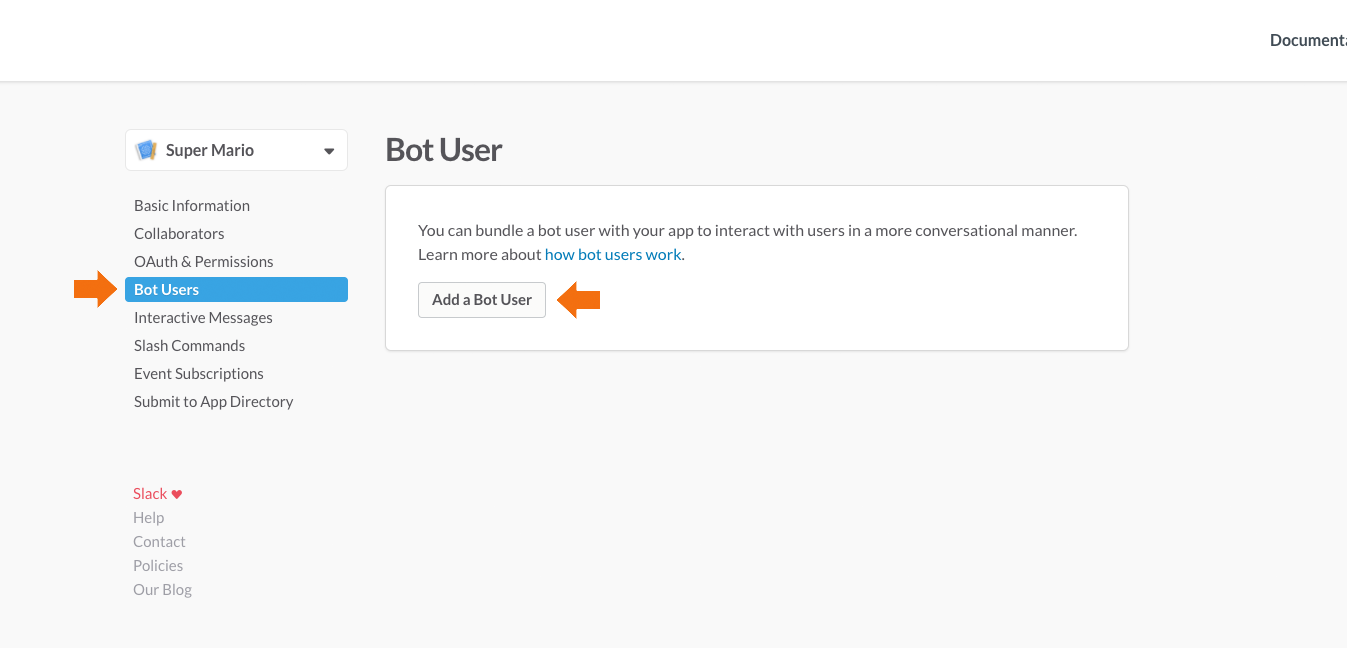 Documenta
Super Mario
Bot User
Basic Information
Collaborators
OAuth & Permissions
Bot Users
Interactive Messages
Slash Commands
Event Subscriptions
Submit to App Directory
You can bundle a bot user with your app to interact with users in a more conversational manner.
Learn more about how bot users work.
Add a Bot User
Slack ♥
Help
Contact
Policies
Our Blog